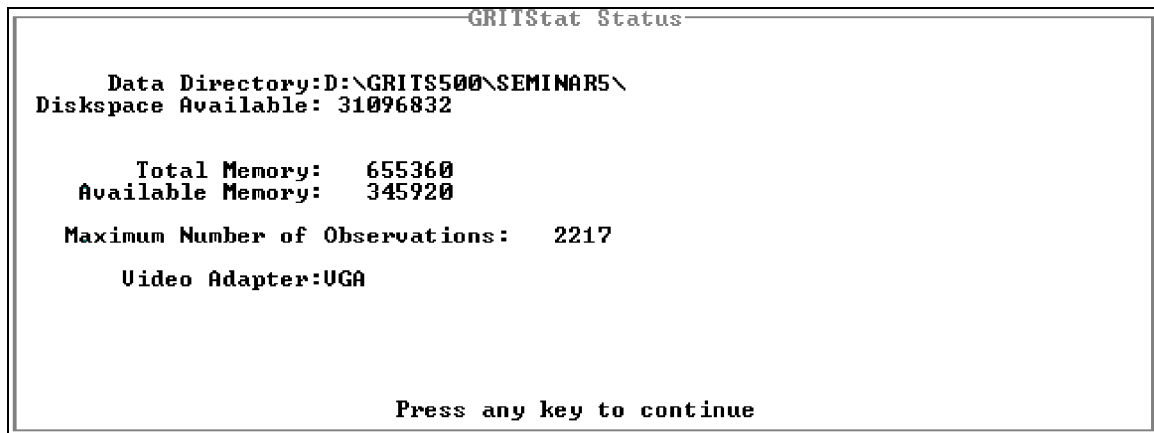 GRITStat Status
Data Directory:D:\GRITS500\SEMINAR5\
Diskspace Available: 31096832
Total Memory: 655360
Available Memory: 345920
Maximum Number of Observations: 2217
Video Adapter:VGA
Press any key to continue